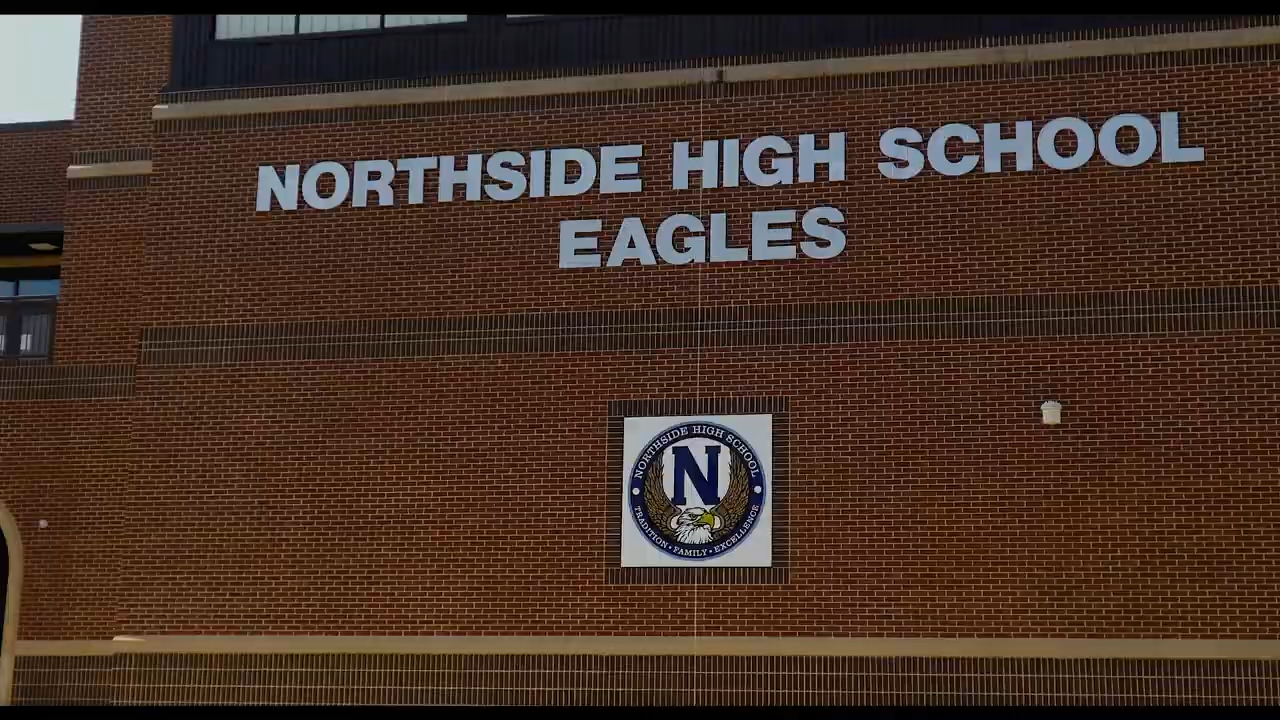 NORTHSIDE HIGH SCHOOL
EAGLES
NORTHSIDE HIGH SCHOOL
N
TRADITION • FAMILY • EXCELLENCE